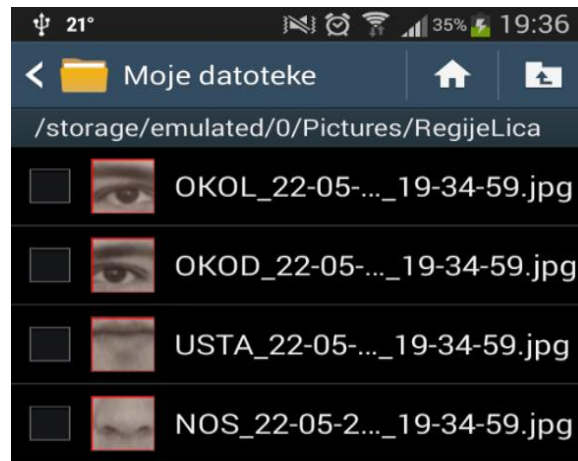 21° 35% 19:36
Moje datoteke
/storage/emulated/0/Pictures/RegijeLica
OKOL_22-05-..._19-34-59.jpg
OKOD_22-05-..._19-34-59.jpg
USTA_22-05-..._19-34-59.jpg
NOS_22-05-2..._19-34-59.jpg